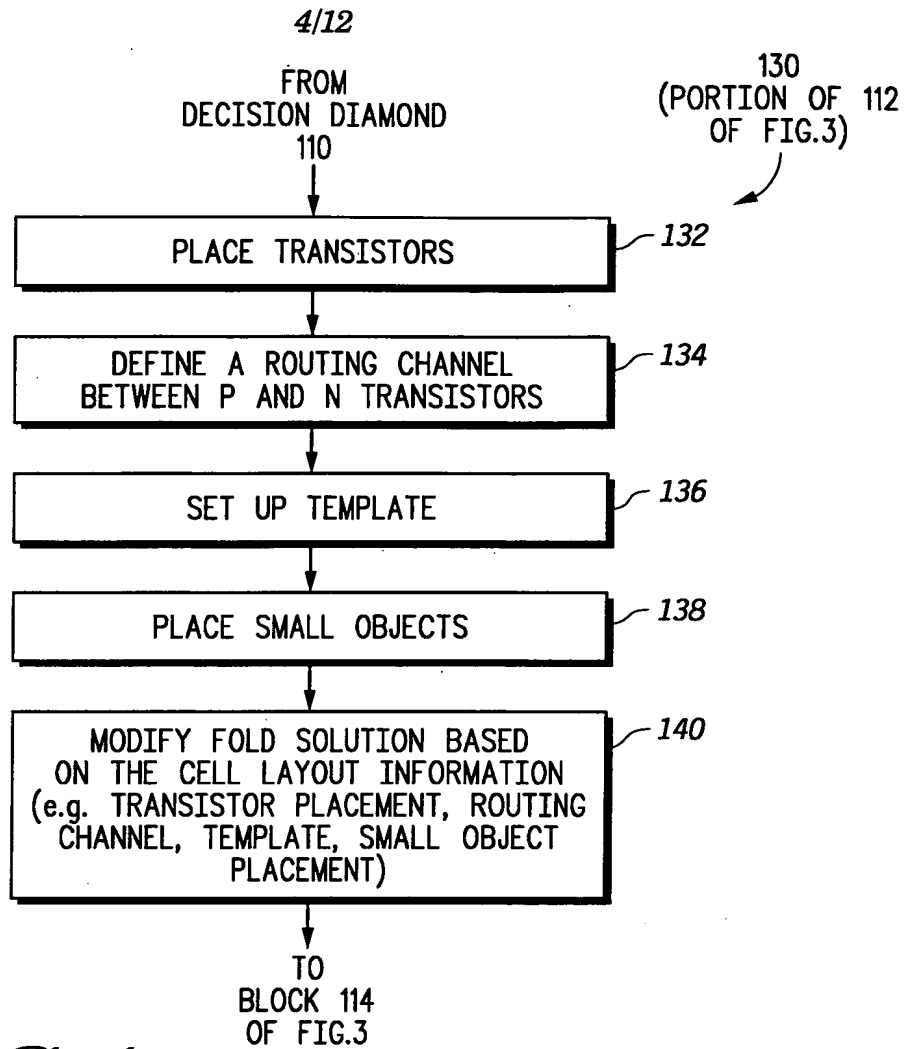 4/12
FROM
DECISION DIAMOND
110
130
(PORTION OF 112
OF FIG.3)
PLACE TRANSISTORS
132
DEFINE A ROUTING CHANNEL
BETWEEN P AND N TRANSISTORS
134
SET UP TEMPLATE
136
PLACE SMALL OBJECTS
138
MODIFY FOLD SOLUTION BASED
ON THE CELL LAYOUT INFORMATION
(e.g. TRANSISTOR PLACEMENT, ROUTING
CHANNEL, TEMPLATE, SMALL OBJECT
PLACEMENT)
140
TO
BLOCK 114
OF FIG.3